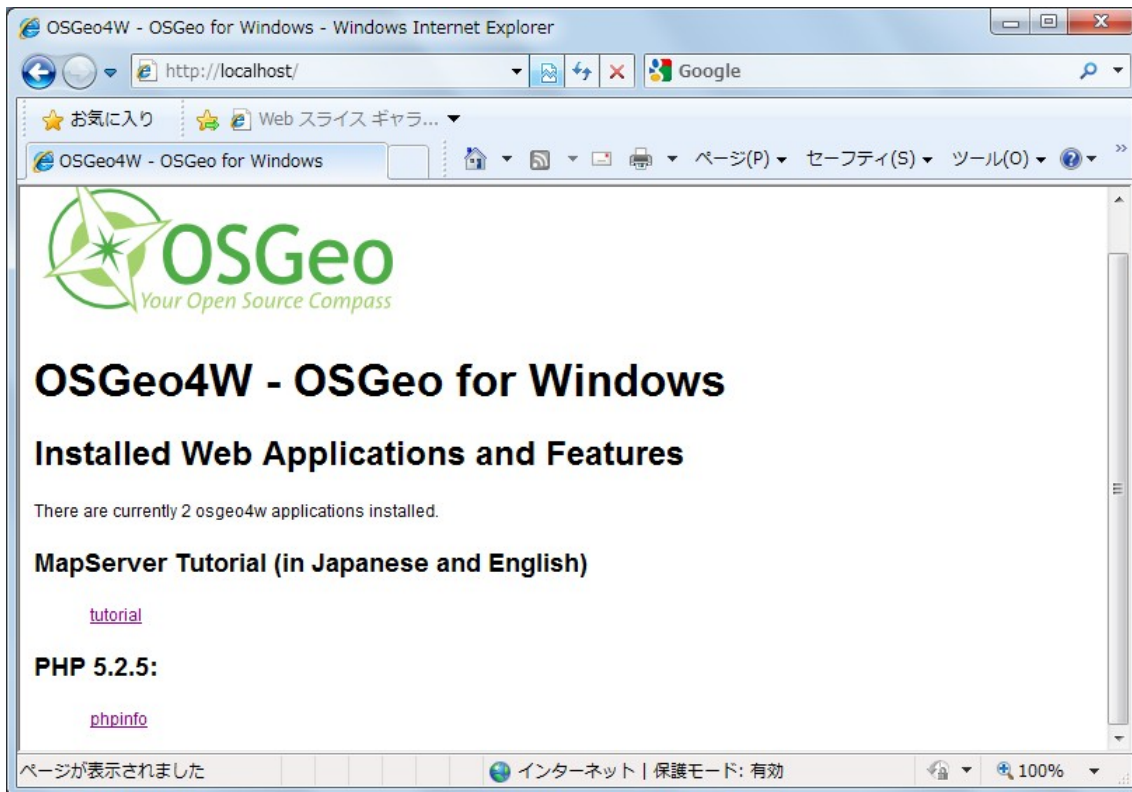 OSGeo4W - OSGeo for Windows - Windows Internet Explorer
http://localhost/
Google
お気に入り
Web スライス ギャラ...
OSGeo4W - OSGeo for Windows
ページ(P)
セーフティ(S)
ツール(O)
OSGeo
Your Open Source Compass
OSGeo4W - OSGeo for Windows
Installed Web Applications and Features
There are currently 2 osgeo4w applications installed.
MapServer Tutorial (in Japanese and English)
tutorial
PHP 5.2.5:
phpinfo
ページが表示されました
インターネット | 保護モード: 有効
100%